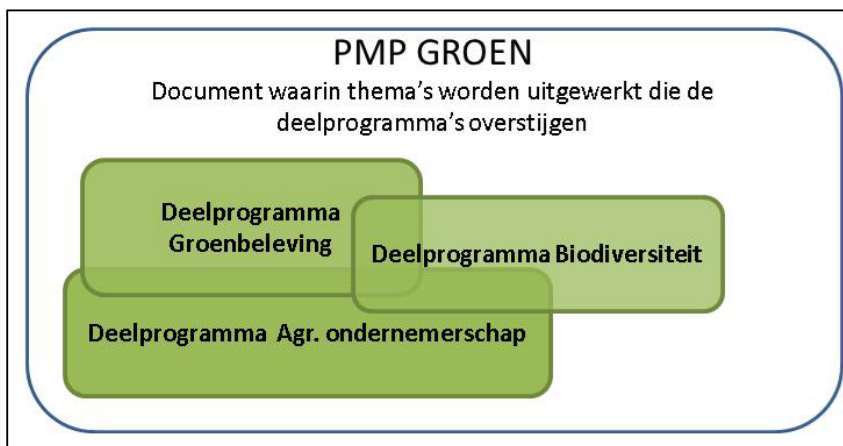 PMP GROEN
Document waarin thema's worden uitgewerkt die de
deelprogramma's overstijgen
Deelprogramma
Groenbeleving
Deelprogramma Biodiversiteit
Deelprogramma Agr. ondernemerschap